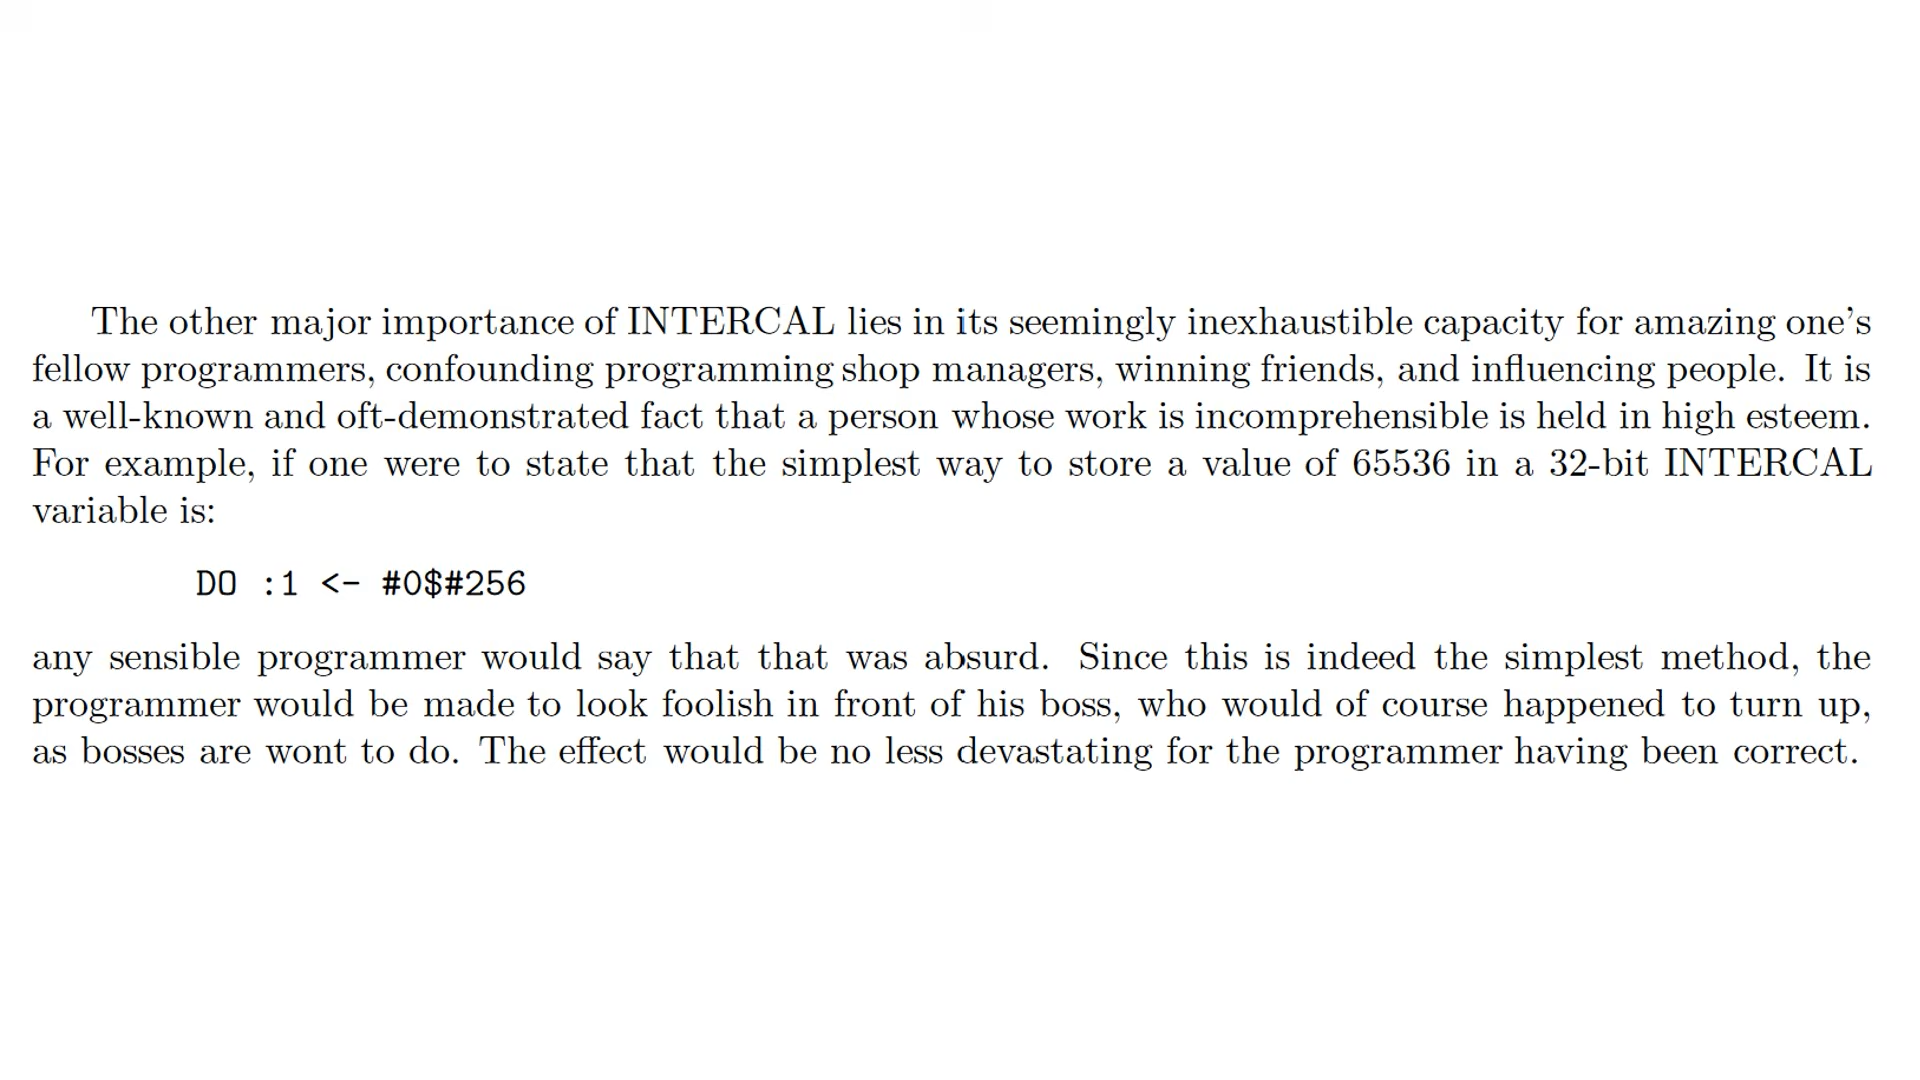 The other major importance of INTERCAL lies in its seemingly inexhaustible capacity for amazing one's
fellow programmers, confounding programming shop managers, winning friends, and influencing people. It is
a well-known and oft-demonstrated fact that a person whose work is incomprehensible is held in high esteem.
For example, if one were to state that the simplest way to store a value of 65536 in a 32-bit INTERCAL
variable is:
DO :1 <- #0$#256
any sensible programmer would say that that was absurd. Since this is indeed the simplest method, the
programmer would be made to look foolish in front of his boss, who would of course happened to turn up,
as bosses are wont to do. The effect would be no less devastating for the programmer having been correct.